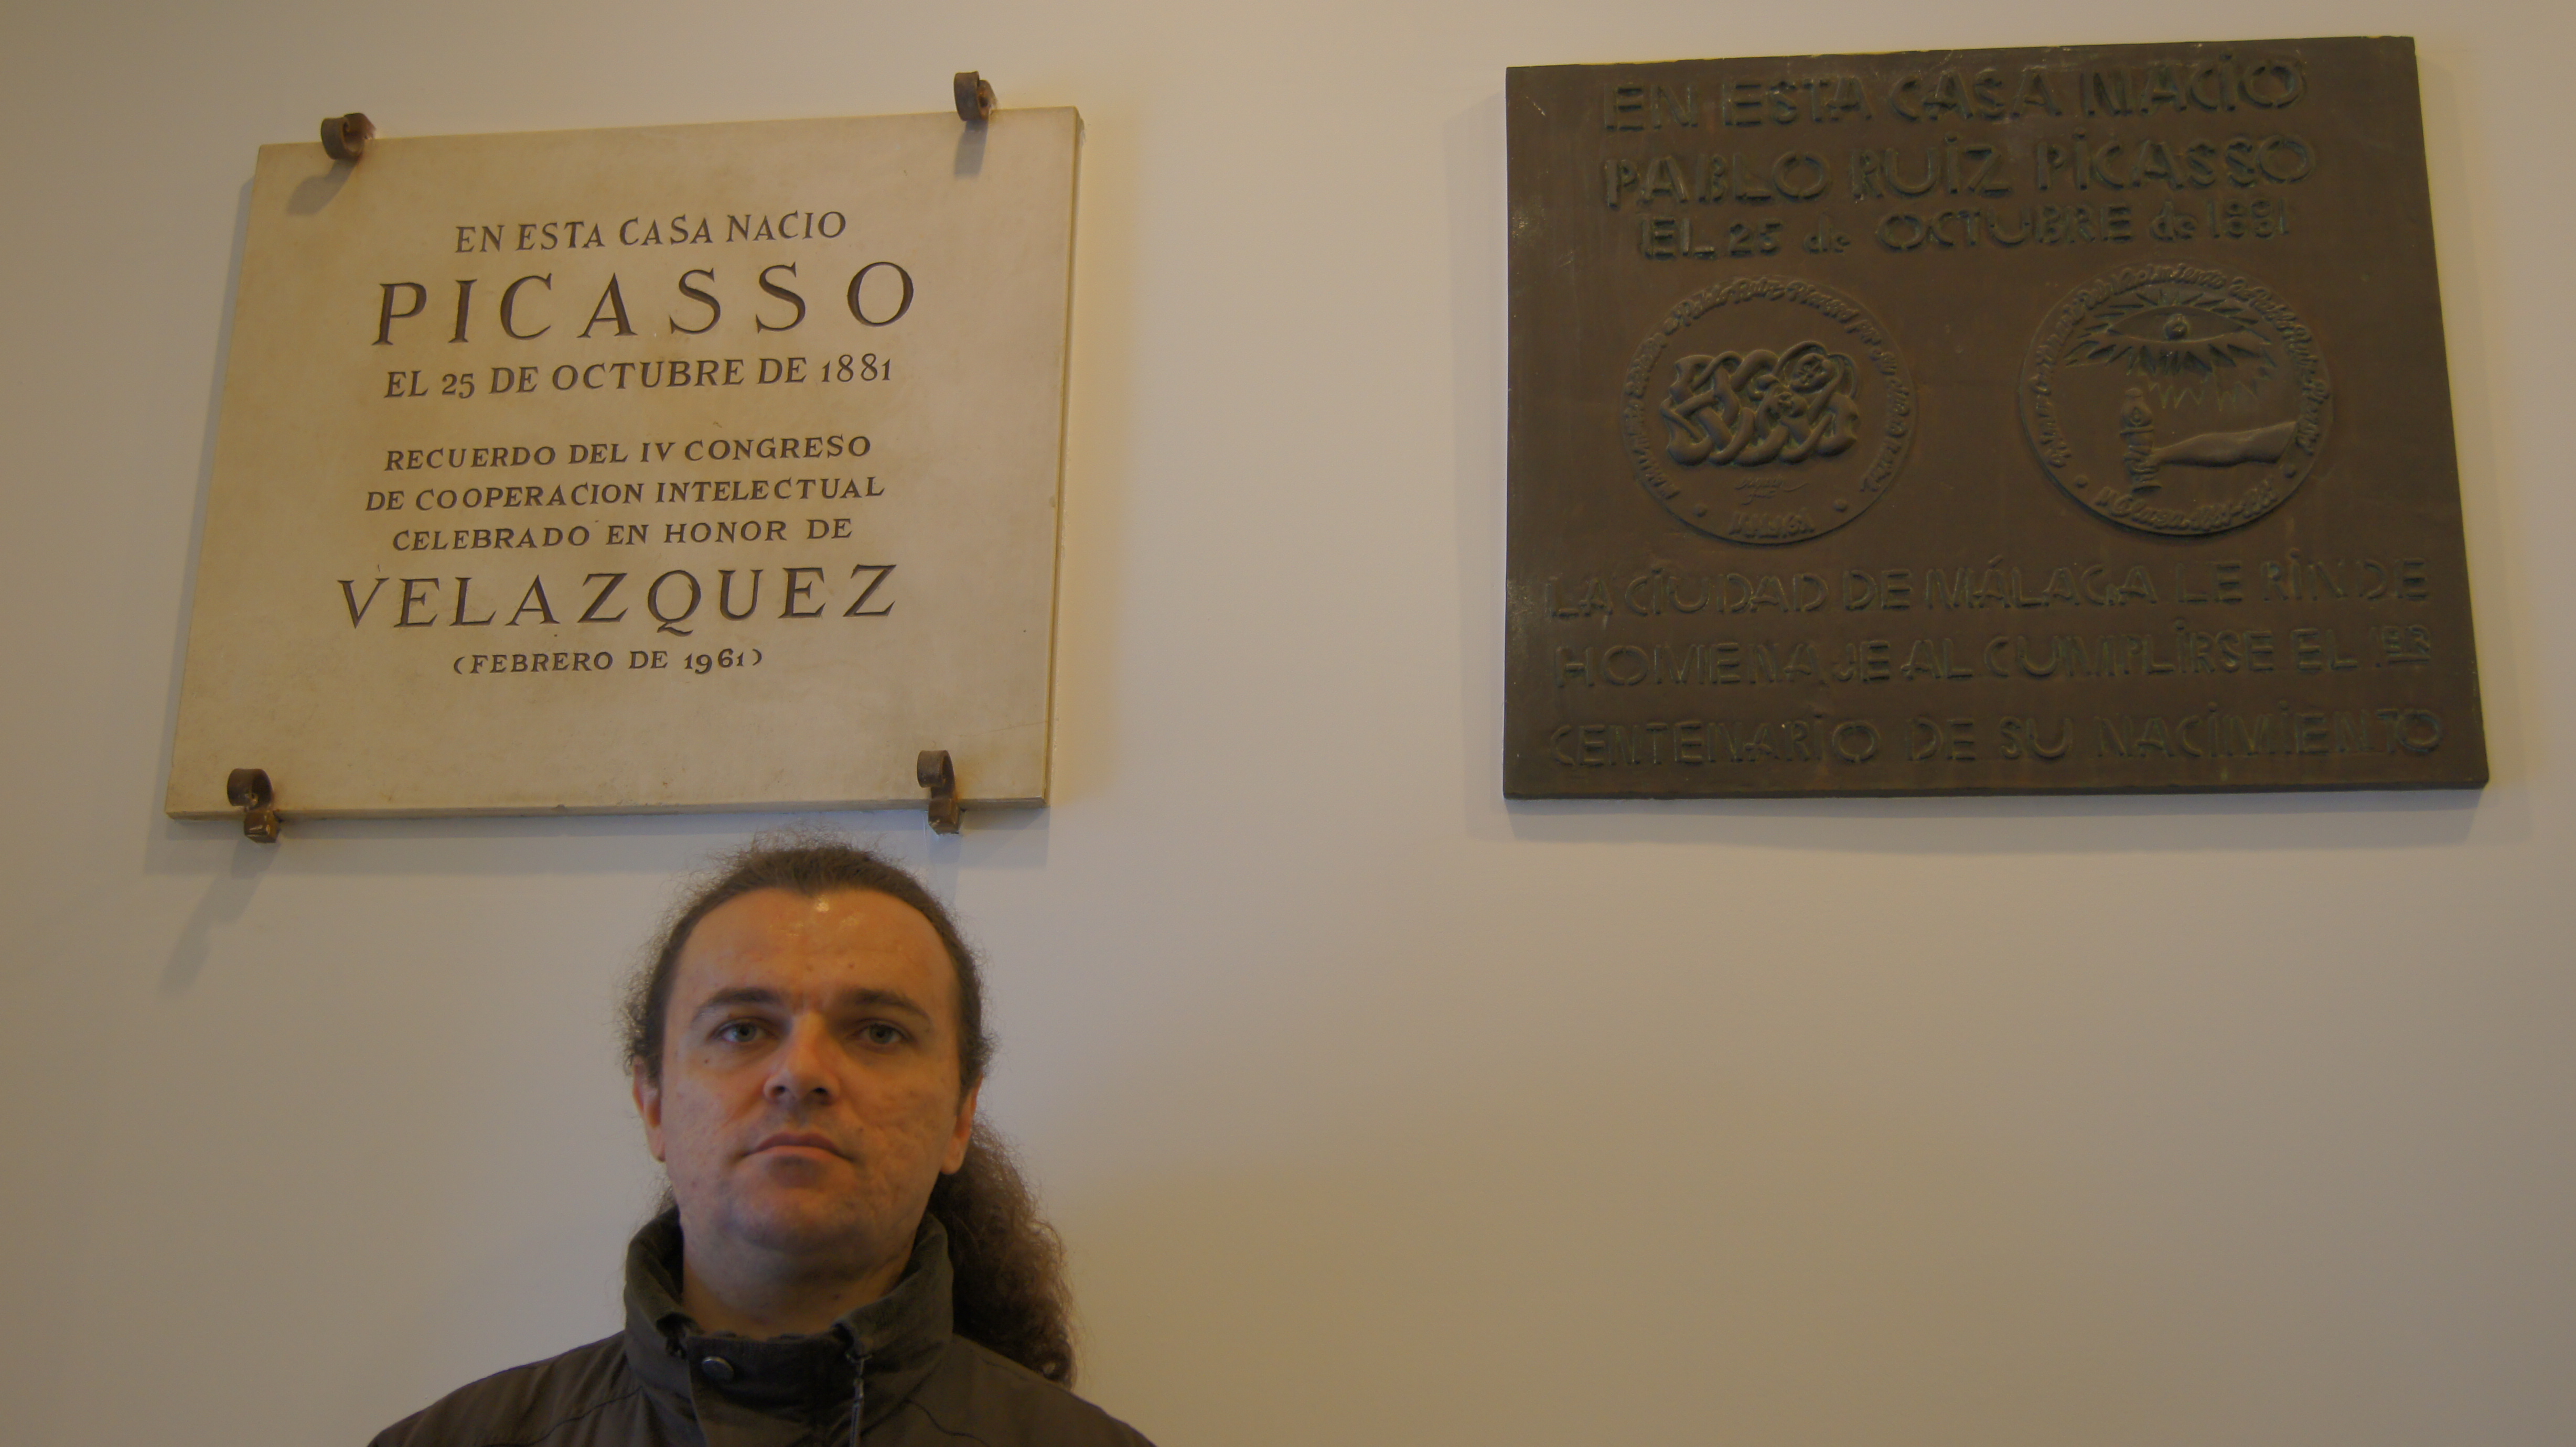 EN ESTA CASA NACIO
PICASSO
EL 25 DE OCTUBRE DE 1881
RECUERDO DEL IV CONGRESO
DE COOPERACION INTELECTUAL
CELEBRADO EN HONOR DE
VELAZQUEZ
(FEBRERO DE 1961)
EN ESTA CASA NACIO
PABLO RUIZ PICASSO
EL 25 de OCTUBRE de 1881
LA CIUDAD DE MÁLAGA LE RINDE
HOMENAJE AL CUMPLIRSE EL 1ER
CENTENARIO DE SU NACIMIENTO